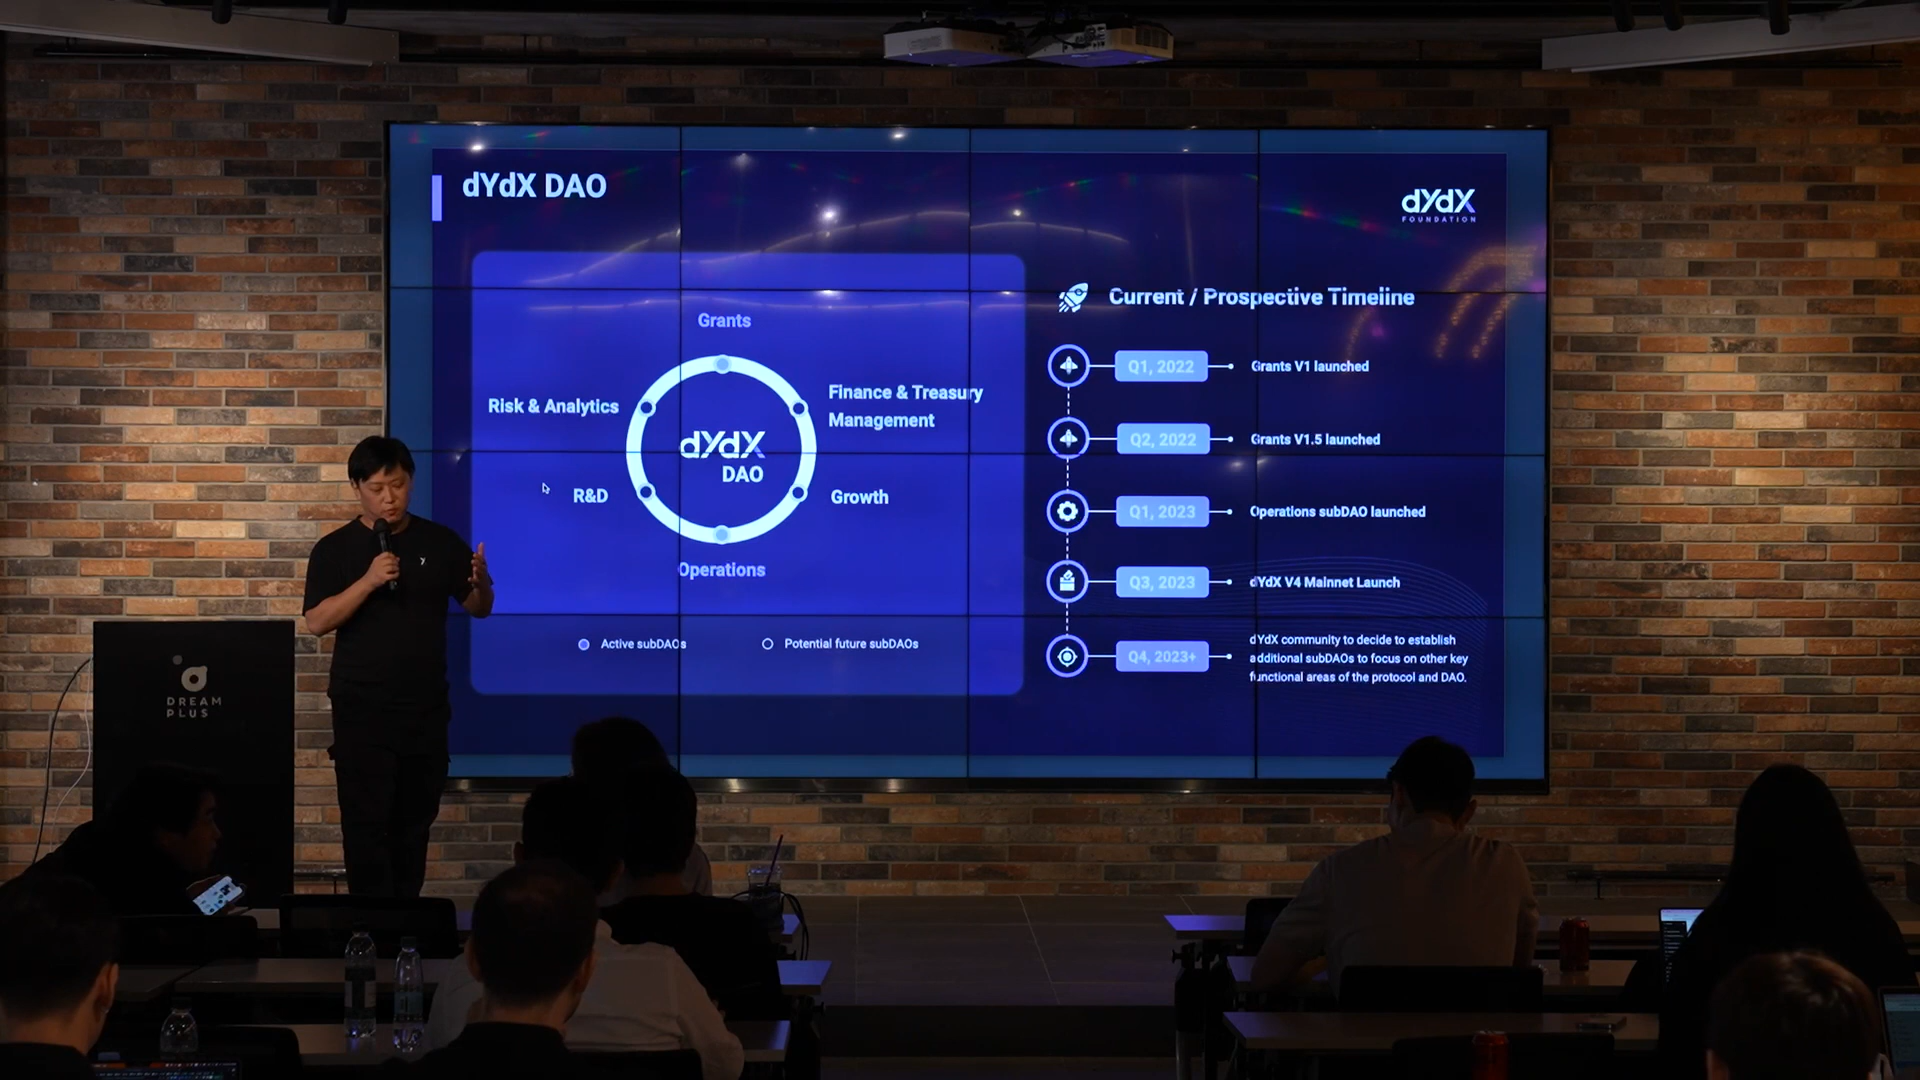 dYdX DAO
dYdX
FOUNDATION
Grants
Risk & Analytics
Finance & Treasury
Management
dYdX
DAO
R&D
Growth
Operations
Active subDAOs
Potential future subDAOs
Current / Prospective Timeline
Q1, 2022
Grants V1 launched
Q2, 2022
Grants V1.5 launched
Q1, 2023
Operations subDAO launched
Q3, 2023
dYdX V4 Mainnet Launch
Q4, 2023+
dYdX community to decide to establish
additional subDAOs to focus on other key
functional areas of the protocol and DAO.
DREAM
PLUS